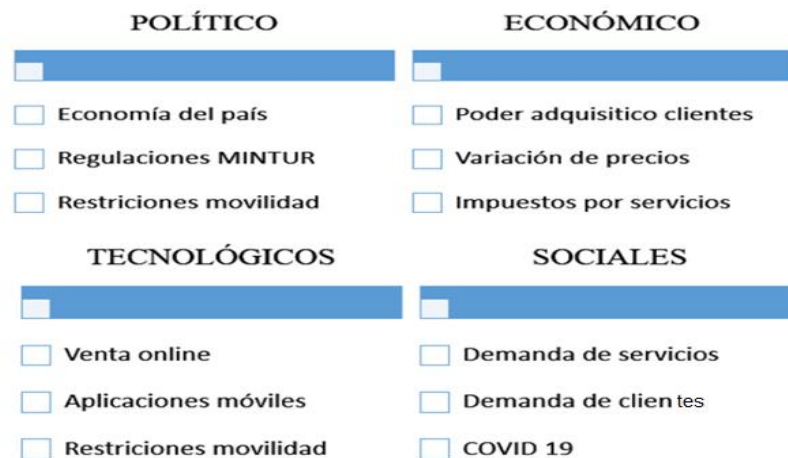 POLÍTICO
Economía del país
Regulaciones MINTUR
Restriciones movilidad
ECONÓMICO
Poder adquisitico clientes
Variación de precios
Impuestos por servicios
TECNOLÓGICOS
Venta online
Aplicaciones móviles
Restriciones movilidad
SOCIALES
Demanda de servicios
Demanda de clientes
COVID 19